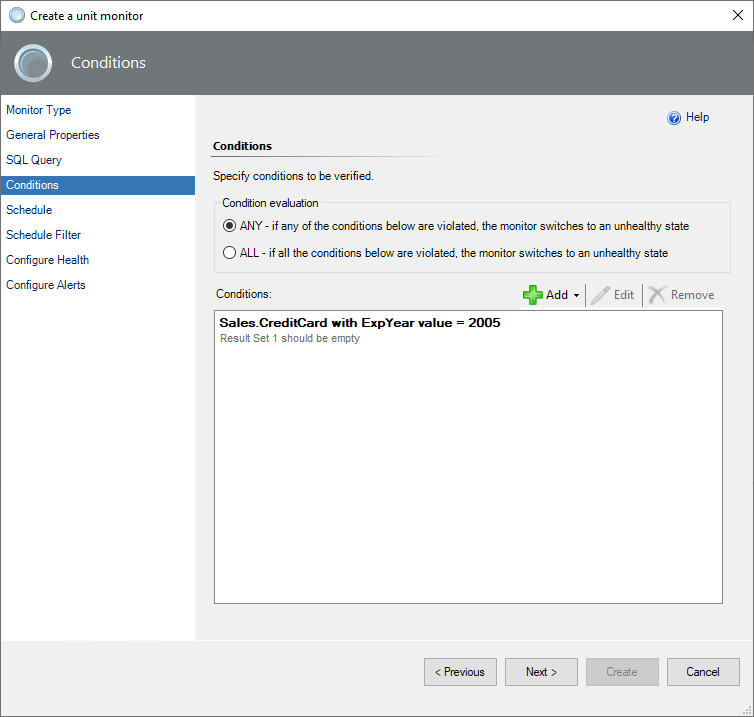 Create a unit monitor
Conditions
Monitor Type
General Properties
SQL Query
Conditions
Schedule
Schedule Filter
Configure Health
Configure Alerts
Help
Conditions
Specify conditions to be verified.
Condition evaluation
ANY - if any of the conditions below are violated, the monitor switches to an unhealthy state
ALL - if all the conditions below are violated, the monitor switches to an unhealthy state
Conditions: Add Edit Remove
Sales.CreditCard with ExpYear value = 2005
Result Set 1 should be empty
< Previous Next > Create Cancel